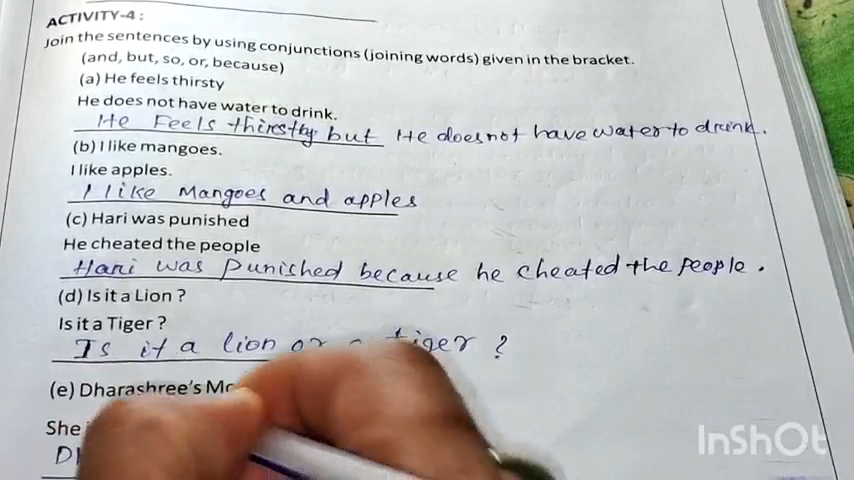 ACTIVITY-4:
Join the sentences by using conjunctions (joining words) given in the bracket.
(and, but, so, or, because)
(a) He feels thirsty
He does not have water to drink.
He Feels thirsty but He does not have water to drink.
(b) I like mangoes.
I like apples.
I like Mangoes and apples
(c) Hari was punished
He cheated the people
Hari was Punished because he cheated the People.
(d) Is it a Lion ?
Is it a Tiger ?
Is it a lion or a tiger ?
(e) Dharashree's
She
InShOt